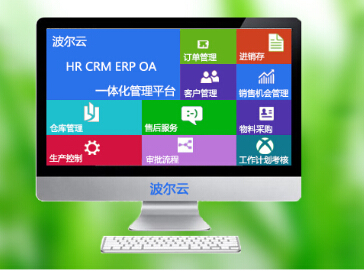 波尔云
HR CRM ERP OA
一体化管理平台
订单管理
进销存
客户管理
销售机会管理
仓库管理
售后服务
物料采购
生产控制
审批流程
工作计划考核
波尔云